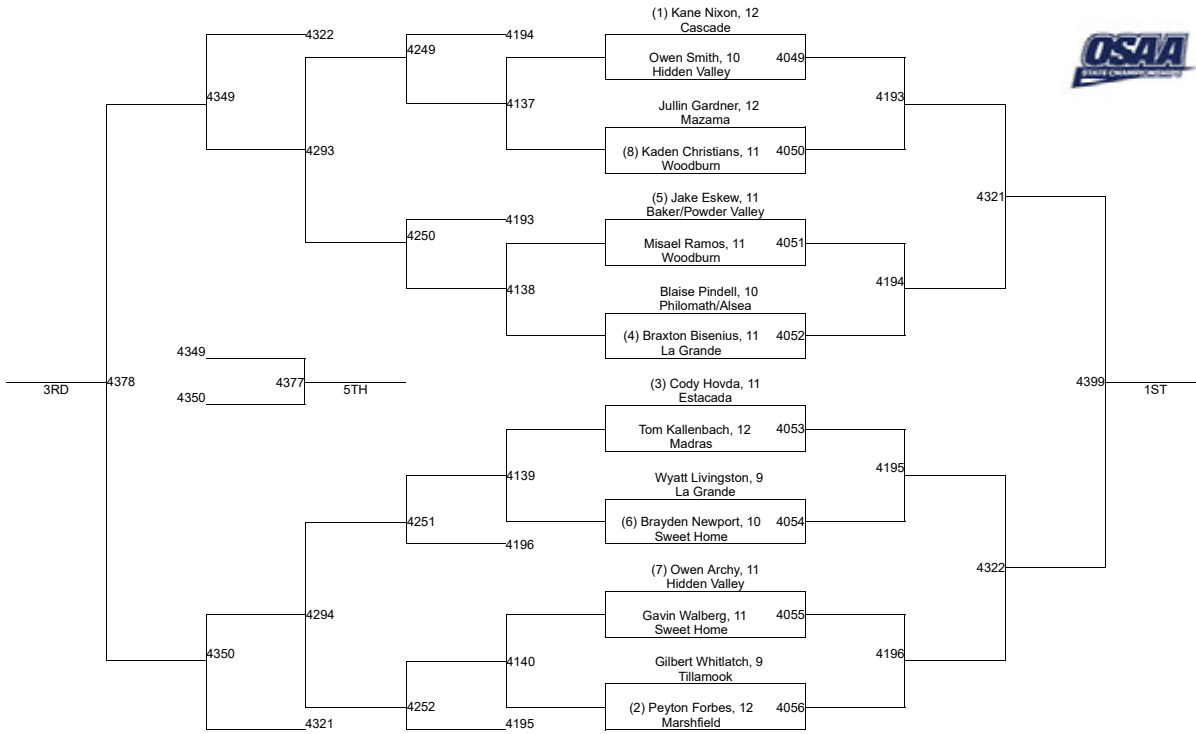 (1) Kane Nixon, 12
Cascade
OSAA
STATE CHAMPIONSHIPS
4322
4249
4194
Owen Smith, 10
4049
Hidden Valley
4349
4137
Jullin Gardner, 12
Mazama
4193
4293
(8) Kaden Christians, 11
4050
Woodburn
(5) Jake Eskew, 11
Baker/Powder Valley
4321
4250
4193
Misael Ramos, 11
4051
Woodburn
4138
Blaise Pindell, 10
Philomath/Alsea
4194
(4) Braxton Bisenius, 11
4052
La Grande
4349
4378
3RD
4377
5TH
4350
(3) Cody Hovda, 11
Estacada
4399
1ST
Tom Kallenbach, 12
4053
Madras
4139
Wyatt Livingston, 9
La Grande
4195
4251
4196
(6) Brayden Newport, 10
4054
Sweet Home
(7) Owen Archy, 11
Hidden Valley
4322
4294
Gavin Walberg, 11
4055
Sweet Home
4350
4140
Gilbert Whitlatch, 9
Tillamook
4196
4252
(2) Peyton Forbes, 12
4056
Marshfield
4321
4195